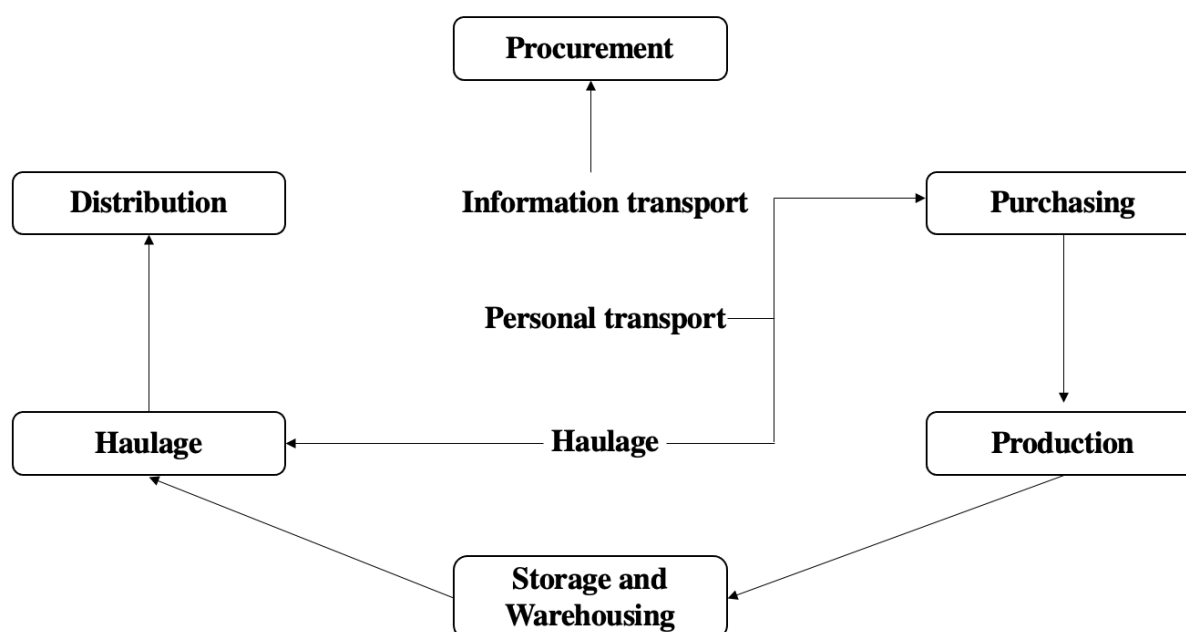 Procurement
Distribution
Information transport
Purchasing
Personal transport
Haulage
Haulage
Production
Storage and
Warehousing